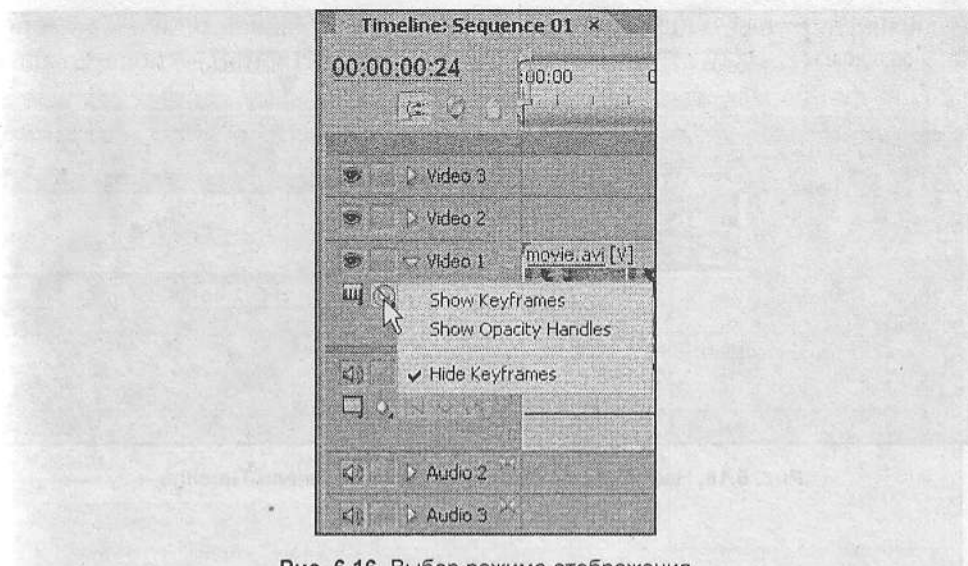 Timeline: Sequence 01 ×
00:00:00:24
:00:00
Video 3
Video 2
Video 1
movie.avi [V]
Show Keyframes
Show Opacity Handles
Hide Keyframes
Audio 2
Audio 3
Рис. 6.16. Выбор режима отображения